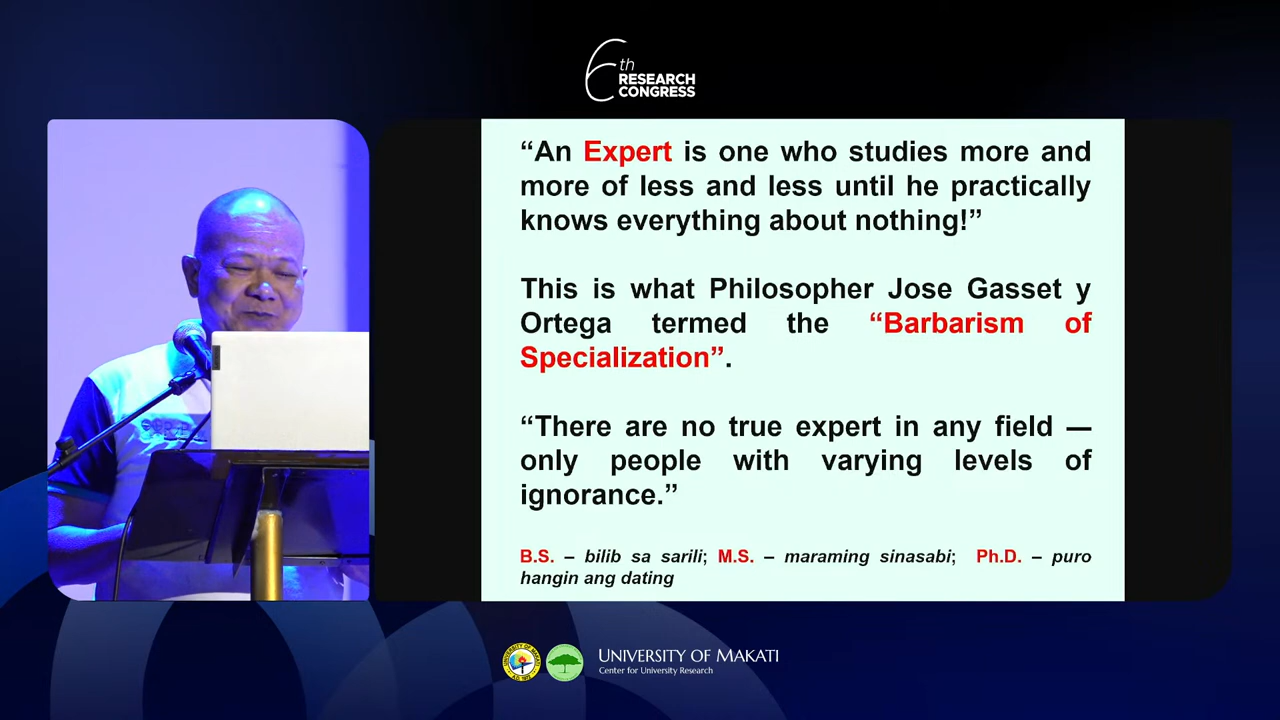 6th
RESEARCH
CONGRESS
“An Expert is one who studies more and
more of less and less until he practically
knows everything about nothing!”
This is what Philosopher Jose Gasset y
Ortega termed the “Barbarism of
Specialization”.
“There are no true expert in any field —
only people with varying levels of
ignorance.”
B.S. – bilib sa sarili; M.S. – maraming sinasabi; Ph.D. – puro
hangin ang dating
UNIVERSITY OF MAKATI
Center for University Research